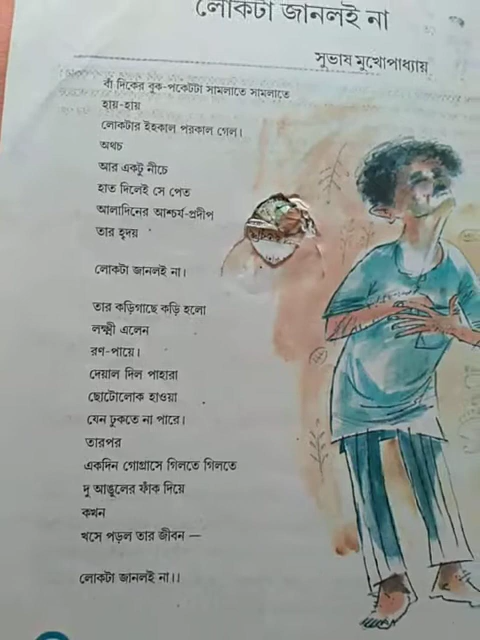 লোকটা জানলই না
সুভাষ মুখোপাধ্যায়
বাঁ দিকের বুক-পকেটটা সামলাতে সামলাতে
হায়-হায়
লোকটার ইহকাল পরকাল গেল।
অথচ
আর একটু নীচে
হাত দিলেই সে পেত
আলাদিনের আশ্চর্য-প্রদীপ
তার হৃদয়
লোকটা জানলই না।
তার কড়িগাছে কড়ি হলো
লক্ষ্মী এলেন
রণ-পায়ে।
দেয়াল দিল পাহারা
ছোটোলোক হাওয়া
যেন ঢুকতে না পারে।
তারপর
একদিন গোগ্রাসে গিলতে গিলতে
দু আঙুলের ফাঁক দিয়ে
কখন
খসে পড়ল তার জীবন —
লোকটা জানলই না।।